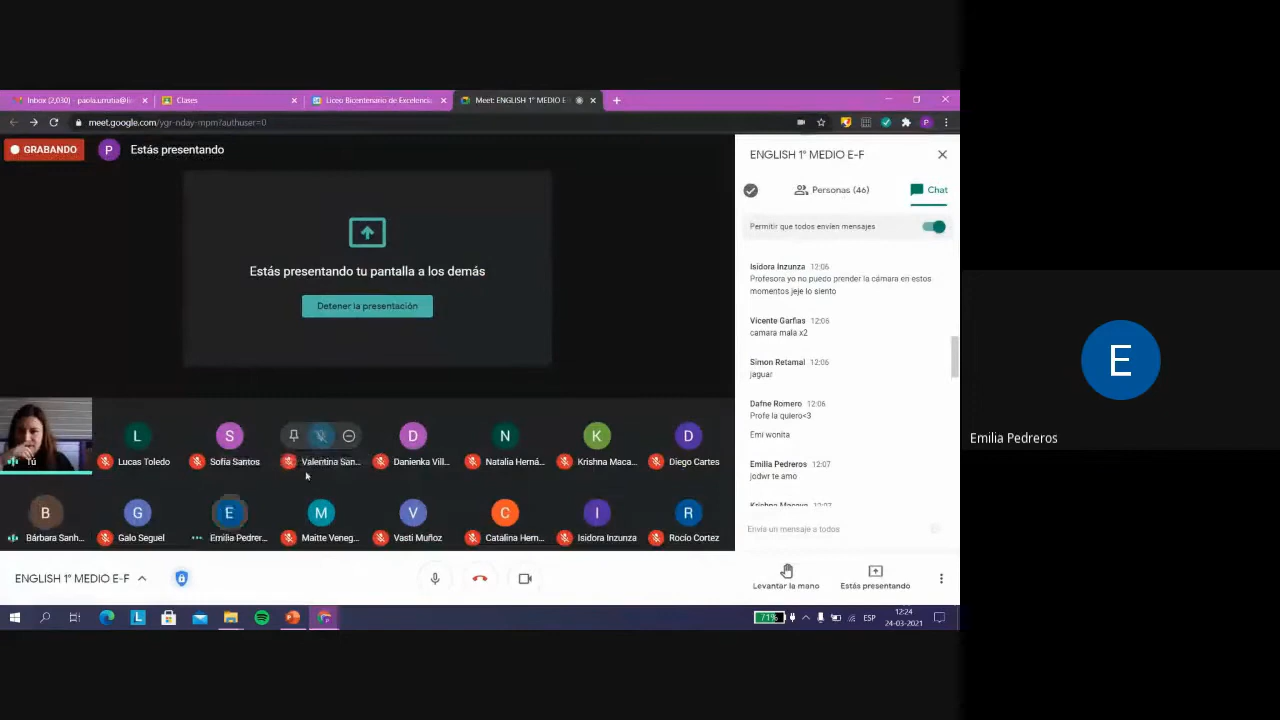 Inbox (2,030) - paola.urrutia@li
Clases
Liceo Bicentenario de Excelencia
Meet: ENGLISH 1° MEDIO E
meet.google.com/ygr-nday-mpm?authuser=0
P
GRABANDO
P
Estás presentando
ENGLISH 1° MEDIO E-F
Personas (46)
Chat
Permitir que todos envíen mensajes
Estás presentando tu pantalla a los demás
Detener la presentación
Isidora Inzunza 12:06
Profesora yo no puedo prender la cámara en estos
momentos jeje lo siento
Vicente Garfias 12:06
camara mala x2
Simon Retamal 12:06
jaguar
Dafne Romero 12:06
Profe la quiero<3
Emi wonita
Emilia Pedreros 12:07
jodwr te amo
Krishna Macaya 12:07
Envía un mensaje a todos
L
S
D
N
K
D
Tú
Lucas Toledo
Sofía Santos
Valentina San...
Danienka Vill...
Natalia Herná...
Krishna Maca...
Diego Cartes
B
G
E
M
V
C
I
R
Bárbara Sanh...
Galo Seguel
Emilia Pedrer...
Maitte Veneg...
Vasti Muñoz
Catalina Hern...
Isidora Inzunza
Rocío Cortez
ENGLISH 1° MEDIO E-F
Levantar la mano
Estás presentando
L
71%
ESP
12:24
24-03-2021
E
Emilia Pedreros